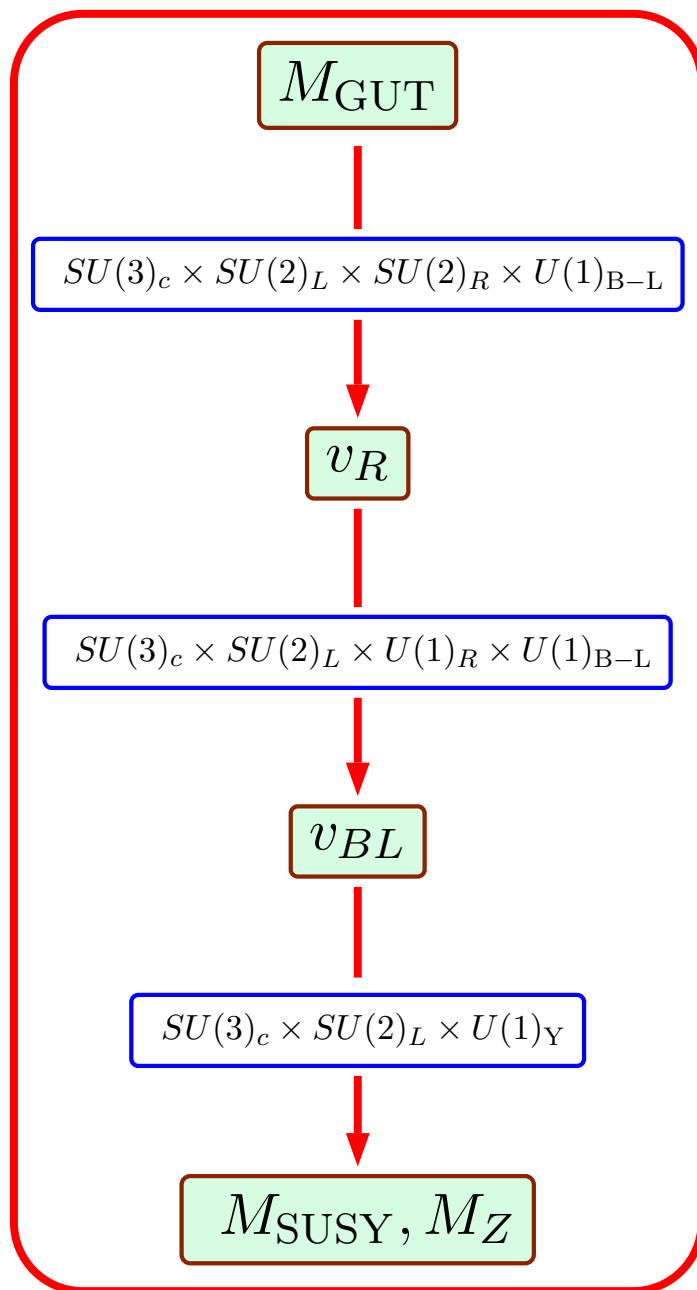 M_GUT
SU(3)_c × SU(2)_L × SU(2)_R × U(1)_B−L
v_R
SU(3)_c × SU(2)_L × U(1)_R × U(1)_B−L
v_BL
SU(3)_c × SU(2)_L × U(1)_Y
M_SUSY, M_Z